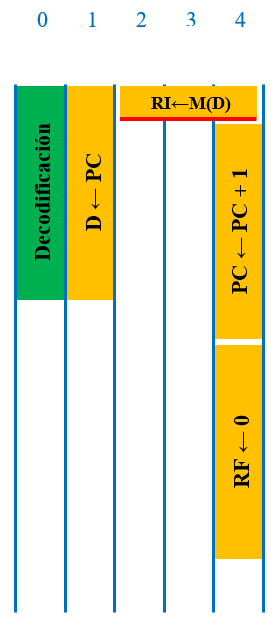 0 1 2 3 4
RI←M(D)
Decodificación
D ← PC
PC ← PC + 1
RF ← 0